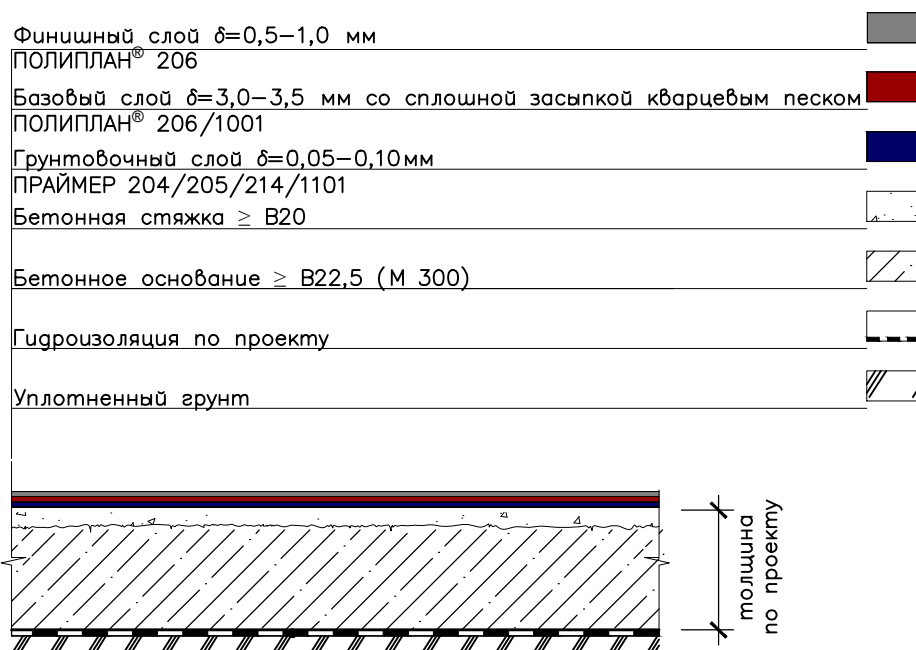 Финишный слой δ=0,5–1,0 мм
ПОЛИПЛАН® 206
Базовый слой δ=3,0–3,5 мм со сплошной засыпкой кварцевым песком
ПОЛИПЛАН® 206/1001
Грунтовочный слой δ=0,05–0,10мм
ПРАЙМЕР 204/205/214/1101
Бетонная стяжка ≥ В20
Бетонное основание ≥ В22,5 (М 300)
Гидроизоляция по проекту
Уплотненный грунт
толщина
по проекту